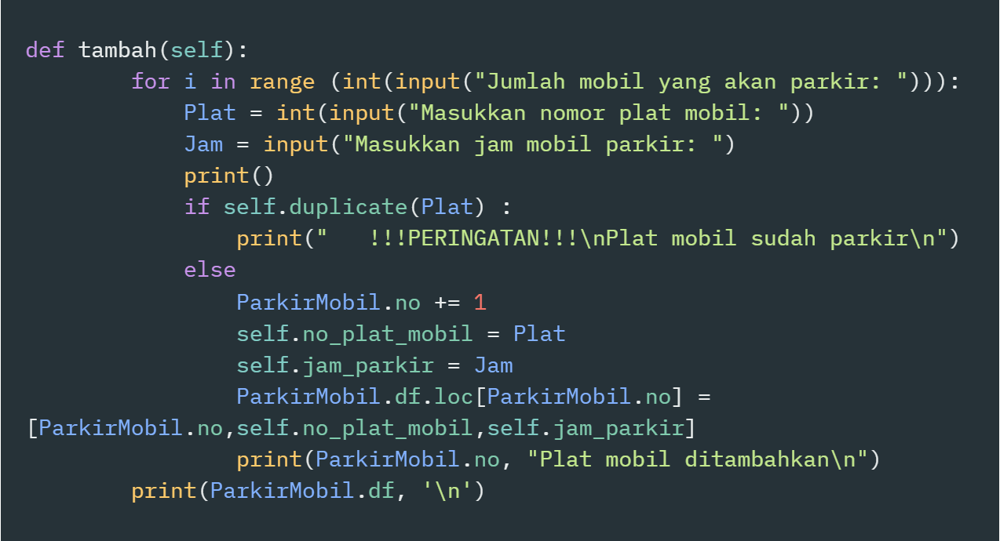 def tambah(self):
        for i in range (int(input("Jumlah mobil yang akan parkir: "))):
            Plat = int(input("Masukkan nomor plat mobil: "))
            Jam = input("Masukkan jam mobil parkir: ")
            print()
            if self.duplicate(Plat) :
                print("   !!!PERINGATAN!!!\nPlat mobil sudah parkir\n")
            else
                ParkirMobil.no += 1
                self.no_plat_mobil = Plat
                self.jam_parkir = Jam
                ParkirMobil.df.loc[ParkirMobil.no] =
[ParkirMobil.no,self.no_plat_mobil,self.jam_parkir]
                print(ParkirMobil.no, "Plat mobil ditambahkan\n")
        print(ParkirMobil.df, '\n')